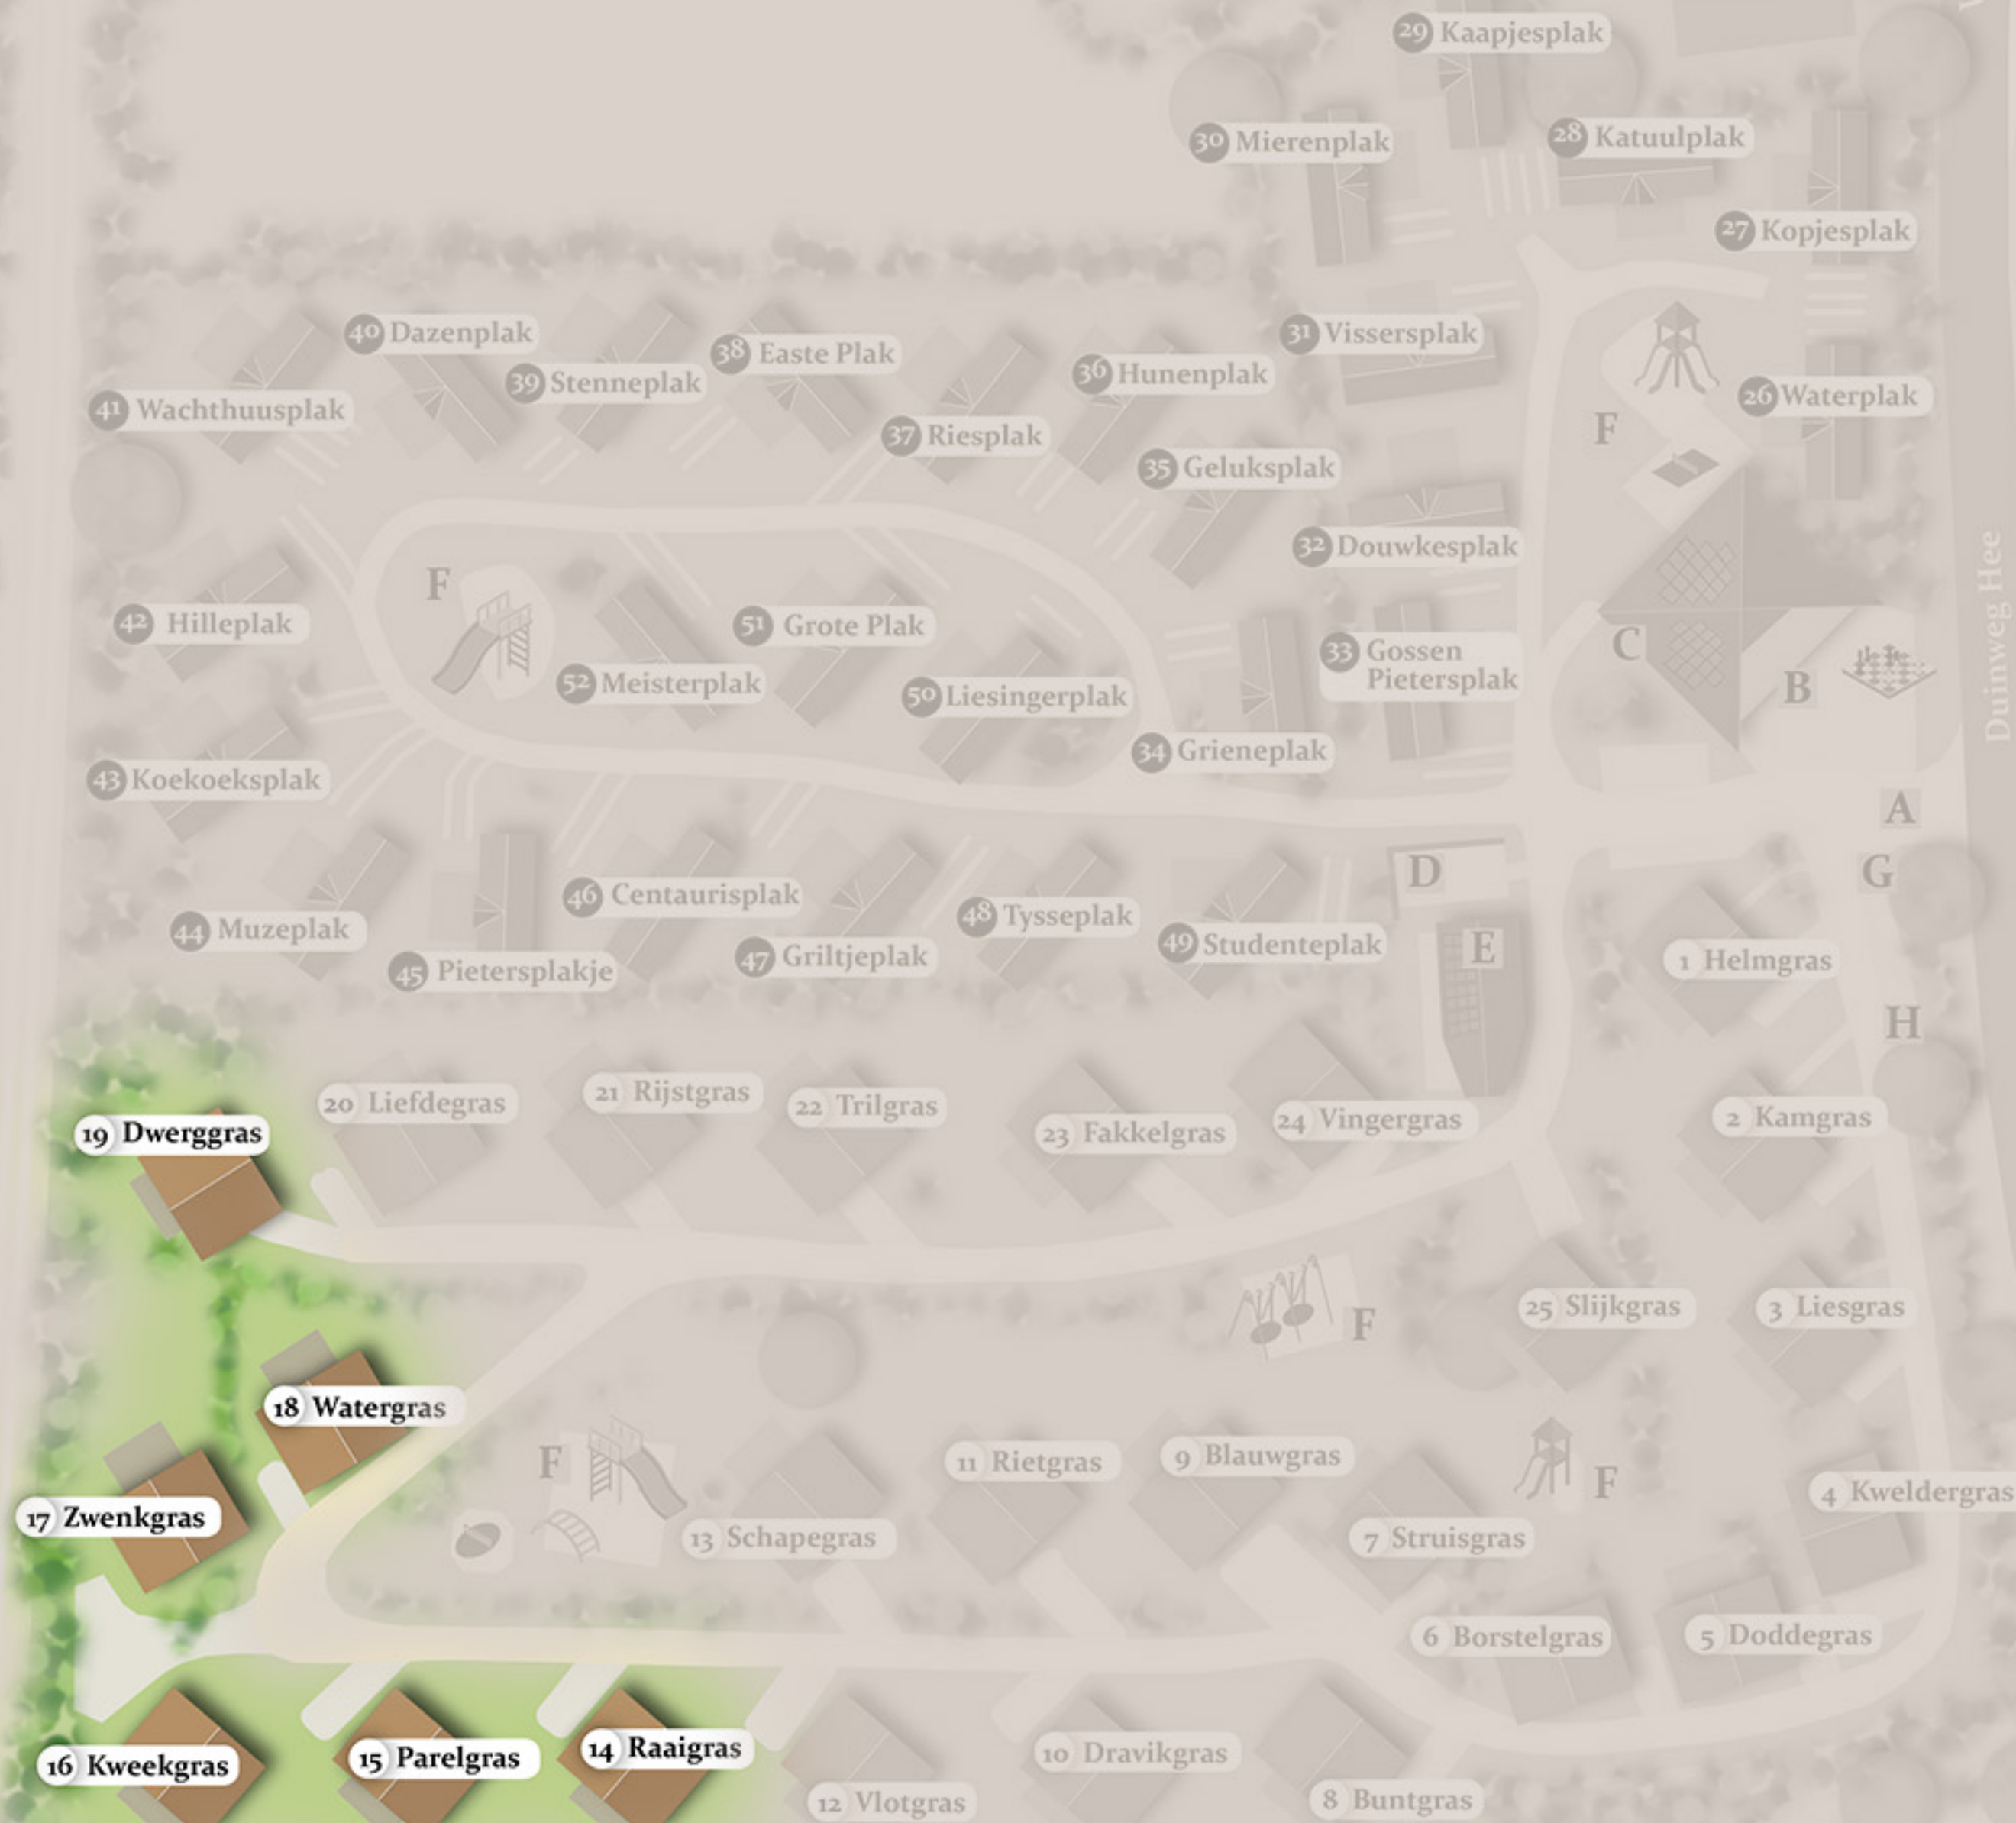 29 Kaapjesplak
28 Katuulplak
30 Mierenplak
27 Kopjesplak
40 Dazenplak
31 Vissersplak
38 Easte Plak
36 Hunenplak
39 Stenneplak
26 Waterplak
41 Wachthuusplak
F
37 Riesplak
35 Geluksplak
32 Douwkesplak
Duinweg Hee
F
42 Hilleplak
51 Grote Plak
33 Gossen
Pietersplak
C
52 Meisterplak
50 Liesingerplak
B
34 Grieneplak
43 Koekoeksplak
A
D
G
46 Centaurisplak
48 Tysseplak
44 Muzeplak
49 Studenteplak
E
47 Griltjeplak
1 Helmgras
45 Pietersplakje
H
21 Rijstgras
20 Liefdegras
22 Trilgras
2 Kamgras
24 Vingergras
19 Dwerggras
23 Fakkelgras
25 Slijkgras
3 Liesgras
F
18 Watergras
9 Blauwgras
F
11 Rietgras
F
4 Kweldergras
17 Zwenkgras
13 Schapegras
7 Struisgras
6 Borstelgras
5 Doddegras
14 Raaigras
15 Parelgras
10 Dravikgras
16 Kweekgras
12 Vlotgras
8 Buntgras